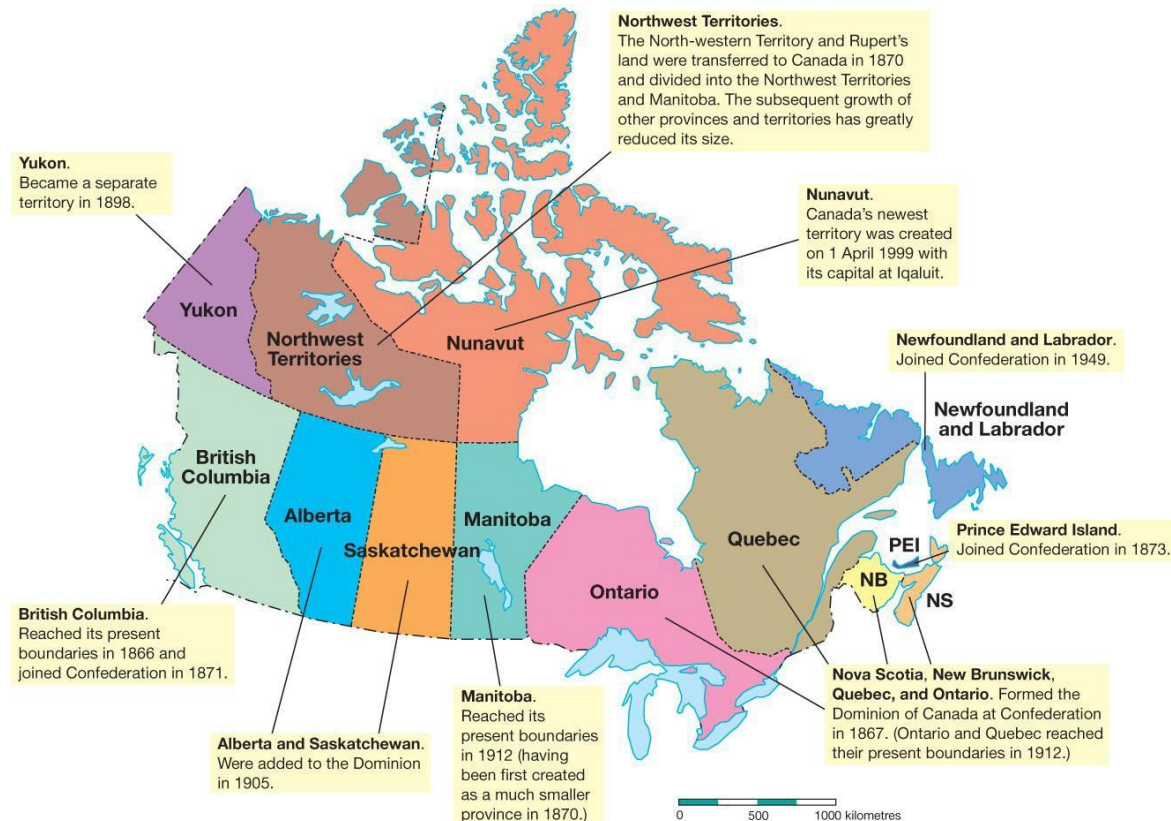 Northwest Territories.
The North-western Territory and Rupert's
land were transferred to Canada in 1870
and divided into the Northwest Territories
and Manitoba. The subsequent growth of
other provinces and territories has greatly
reduced its size.
Yukon.
Became a separate
territory in 1898.
Nunavut.
Canada's newest
territory was created
on 1 April 1999 with
its capital at Iqaluit.
Yukon
Northwest
Territories
Nunavut
Newfoundland and Labrador.
Joined Confederation in 1949.
Newfoundland
and Labrador
British
Columbia
Alberta
Saskatchewan
Manitoba
Ontario
Quebec
PEI
NB
NS
Prince Edward Island.
Joined Confederation in 1873.
British Columbia.
Reached its present
boundaries in 1866 and
joined Confederation in 1871.
Alberta and Saskatchewan.
Were added to the Dominion
in 1905.
Manitoba.
Reached its
present boundaries
in 1912 (having
been first created
as a much smaller
province in 1870.)
Nova Scotia, New Brunswick,
Quebec, and Ontario. Formed the
Dominion of Canada at Confederation
in 1867. (Ontario and Quebec reached
their present boundaries in 1912.)
0 500 1000 kilometres